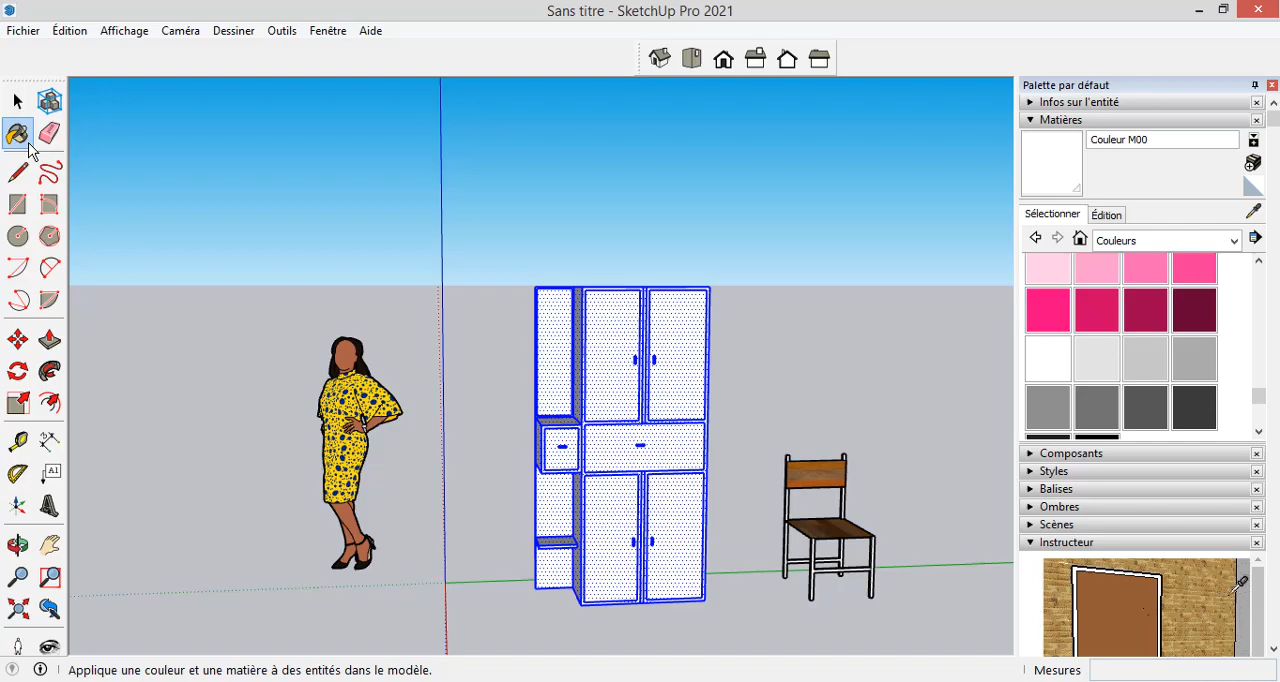 Sans titre - SketchUp Pro 2021
Fichier Édition Affichage Caméra Dessiner Outils Fenêtre Aide
Palette par défaut
Infos sur l'entité
Matières
Couleur M00
Sélectionner Édition
Couleurs
Composants
Styles
Balises
Ombres
Scènes
Instructeur
AI
Applique une couleur et une matière à des entités dans le modèle.
Mesures